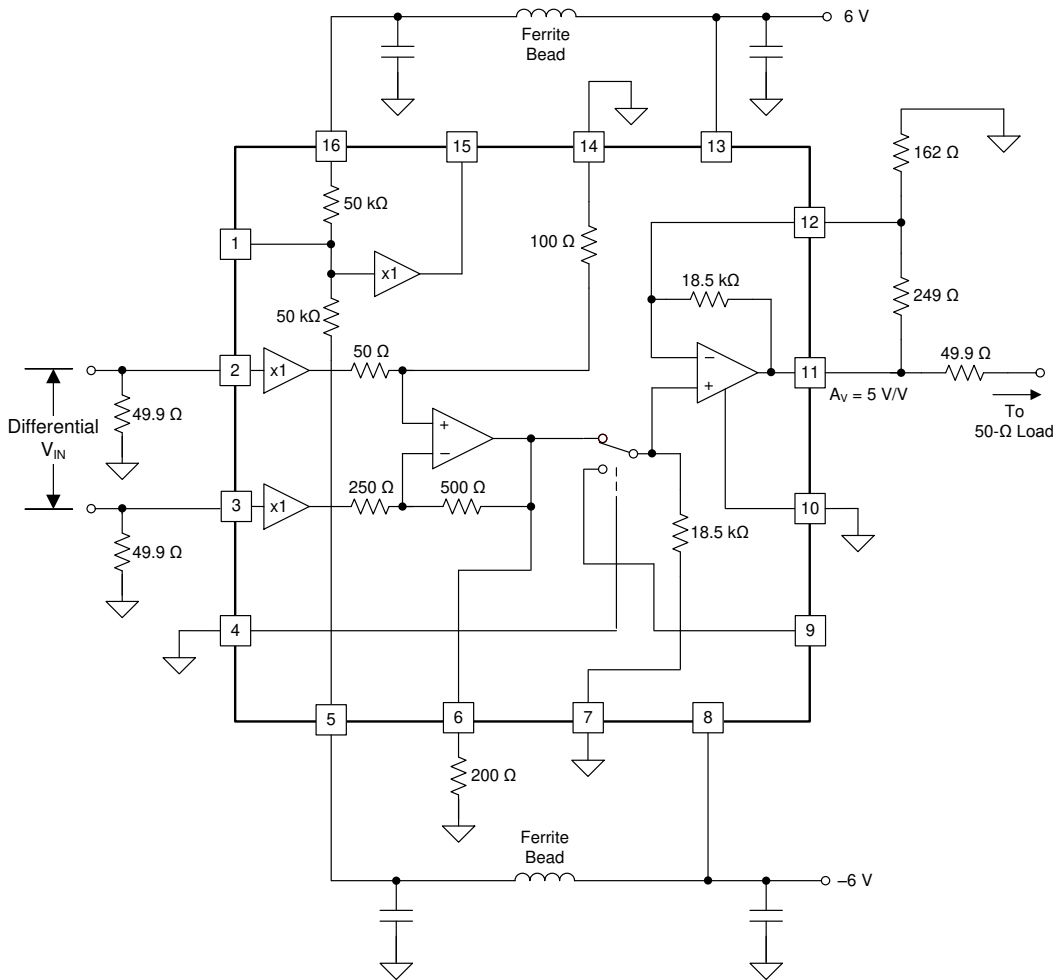 6 V
Ferrite
Bead
16
15
14
13
162 Ω
50 kΩ
12
1
100 Ω
18.5 kΩ
x1
249 Ω
50 kΩ
2
x1
50 Ω
–
+
11
49.9 Ω
A_V = 5 V/V
To
50-Ω Load
49.9 Ω
Differential
V_IN
+
–
3
x1
250 Ω
500 Ω
10
49.9 Ω
18.5 kΩ
4
9
5
6
7
8
200 Ω
Ferrite
Bead
–6 V